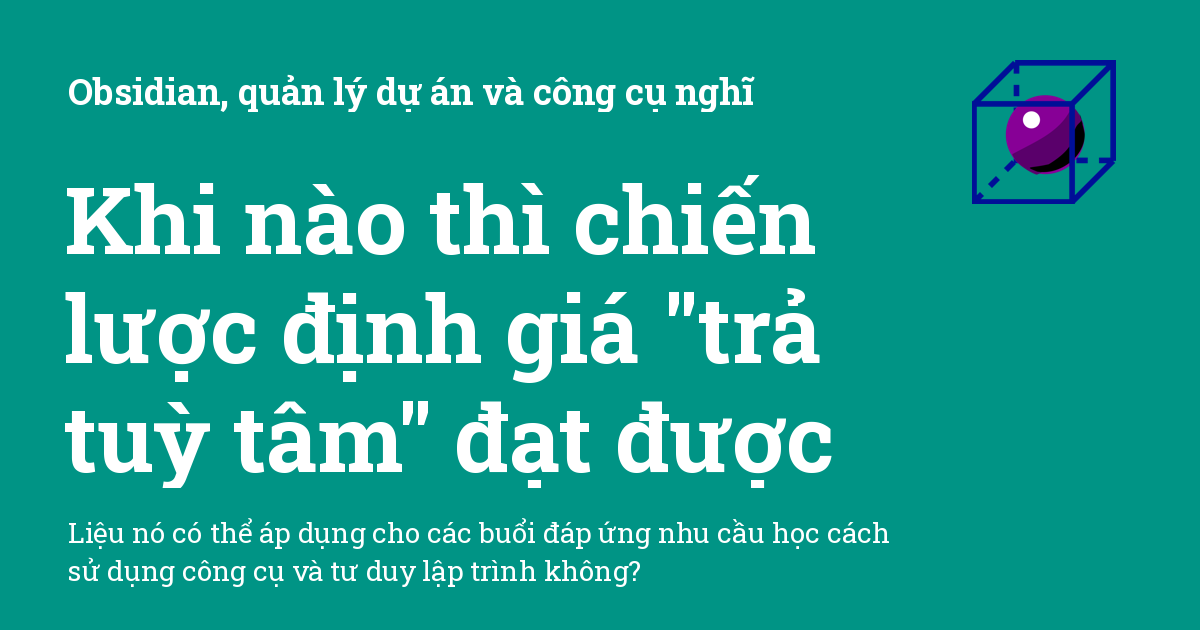 Obsidian, quản lý dự án và công cụ nghĩ
Khi nào thì chiến
lược định giá "trả
tuỳ tâm" đạt được
Liệu nó có thể áp dụng cho các buổi đáp ứng nhu cầu học cách
sử dụng công cụ và tư duy lập trình không?